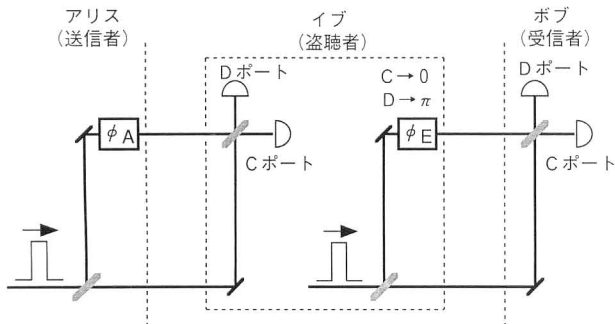 アリス
(送信者)
イブ
(盗聴者)
ボブ
(受信者)
Dポート
C→0
D→π
Dポート
φA
φE
Cポート
Cポート